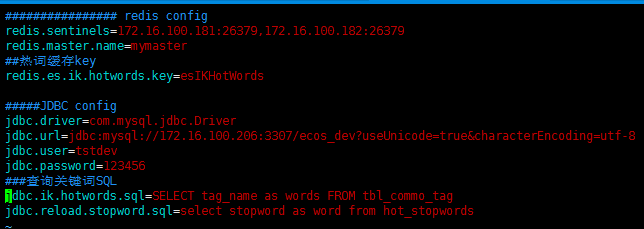 ################ redis config
redis.sentinels=172.16.100.181:26379,172.16.100.182:26379
redis.master.name=mymaster
##热词缓存key
redis.es.ik.hotwords.key=esIKHotWords
#####JDBC config
jdbc.driver=com.mysql.jdbc.Driver
jdbc.url=jdbc:mysql://172.16.100.206:3307/ecos_dev?useUnicode=true&characterEncoding=utf-8
jdbc.user=tstdev
jdbc.password=123456
###查询关键词SQL
jdbc.ik.hotwords.sql=SELECT tag_name as words FROM tbl_commo_tag
jdbc.reload.stopword.sql=select stopword as word from hot_stopwords
~